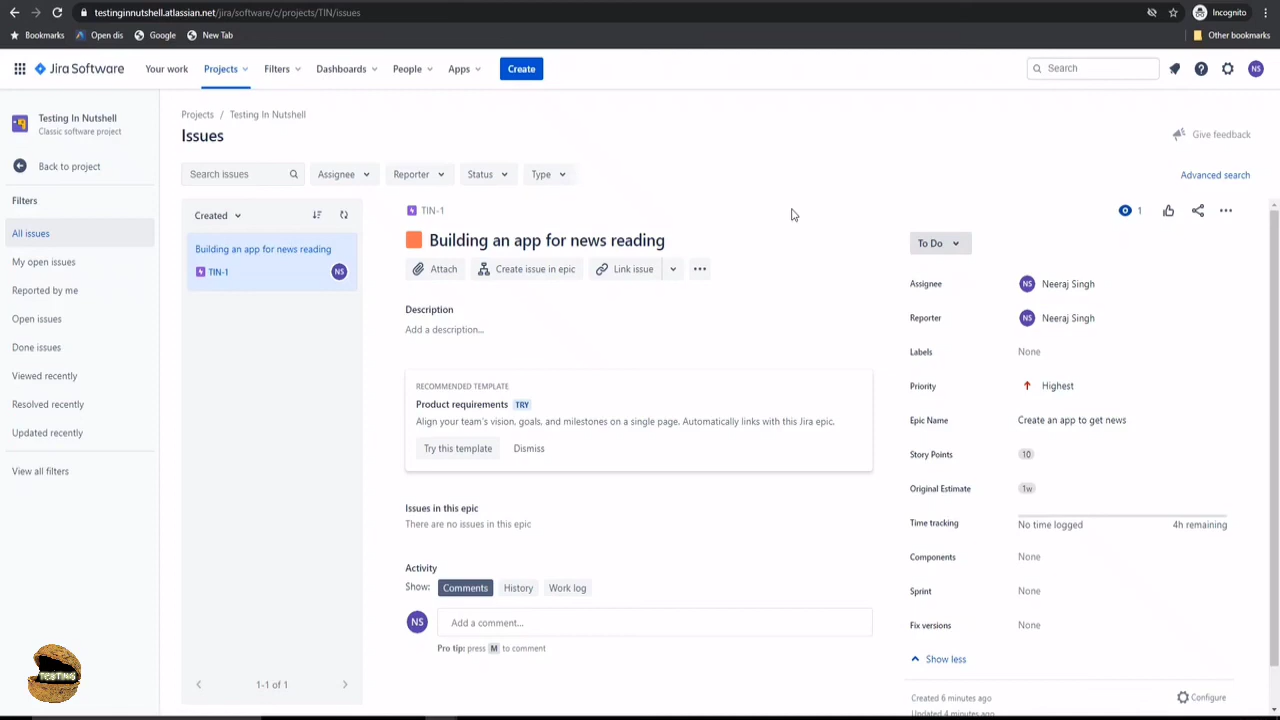 testinginnutshell.atlassian.net/jira/software/c/projects/TIN/issues
Incognito
Bookmarks Open dis Google New Tab Other bookmarks
Jira Software Your work Projects Filters Dashboards People Apps Create Search NS
Testing In Nutshell
Classic software project
Back to project
Filters
All issues
My open issues
Reported by me
Open issues
Done issues
Viewed recently
Resolved recently
Updated recently
View all filters
TESTING
Projects / Testing In Nutshell
Issues
Give feedback
Search issues Assignee Reporter Status Type
Advanced search
Created
Building an app for news reading
TIN-1 NS
1-1 of 1
TIN-1
1
Building an app for news reading
Attach Create issue in epic Link issue
Description
Add a description...
RECOMMENDED TEMPLATE
Product requirements TRY
Align your team's vision, goals, and milestones on a single page. Automatically links with this Jira epic.
Try this template Dismiss
Issues in this epic
There are no issues in this epic
Activity
Show: Comments History Work log
NS Add a comment...
Pro tip: press M to comment
To Do
Assignee NS Neeraj Singh
Reporter NS Neeraj Singh
Labels None
Priority Highest
Epic Name Create an app to get news
Story Points 10
Original Estimate 1w
Time tracking No time logged 4h remaining
Components None
Sprint None
Fix versions None
Show less
Created 6 minutes ago
Configure
Updated 4 minutes ago